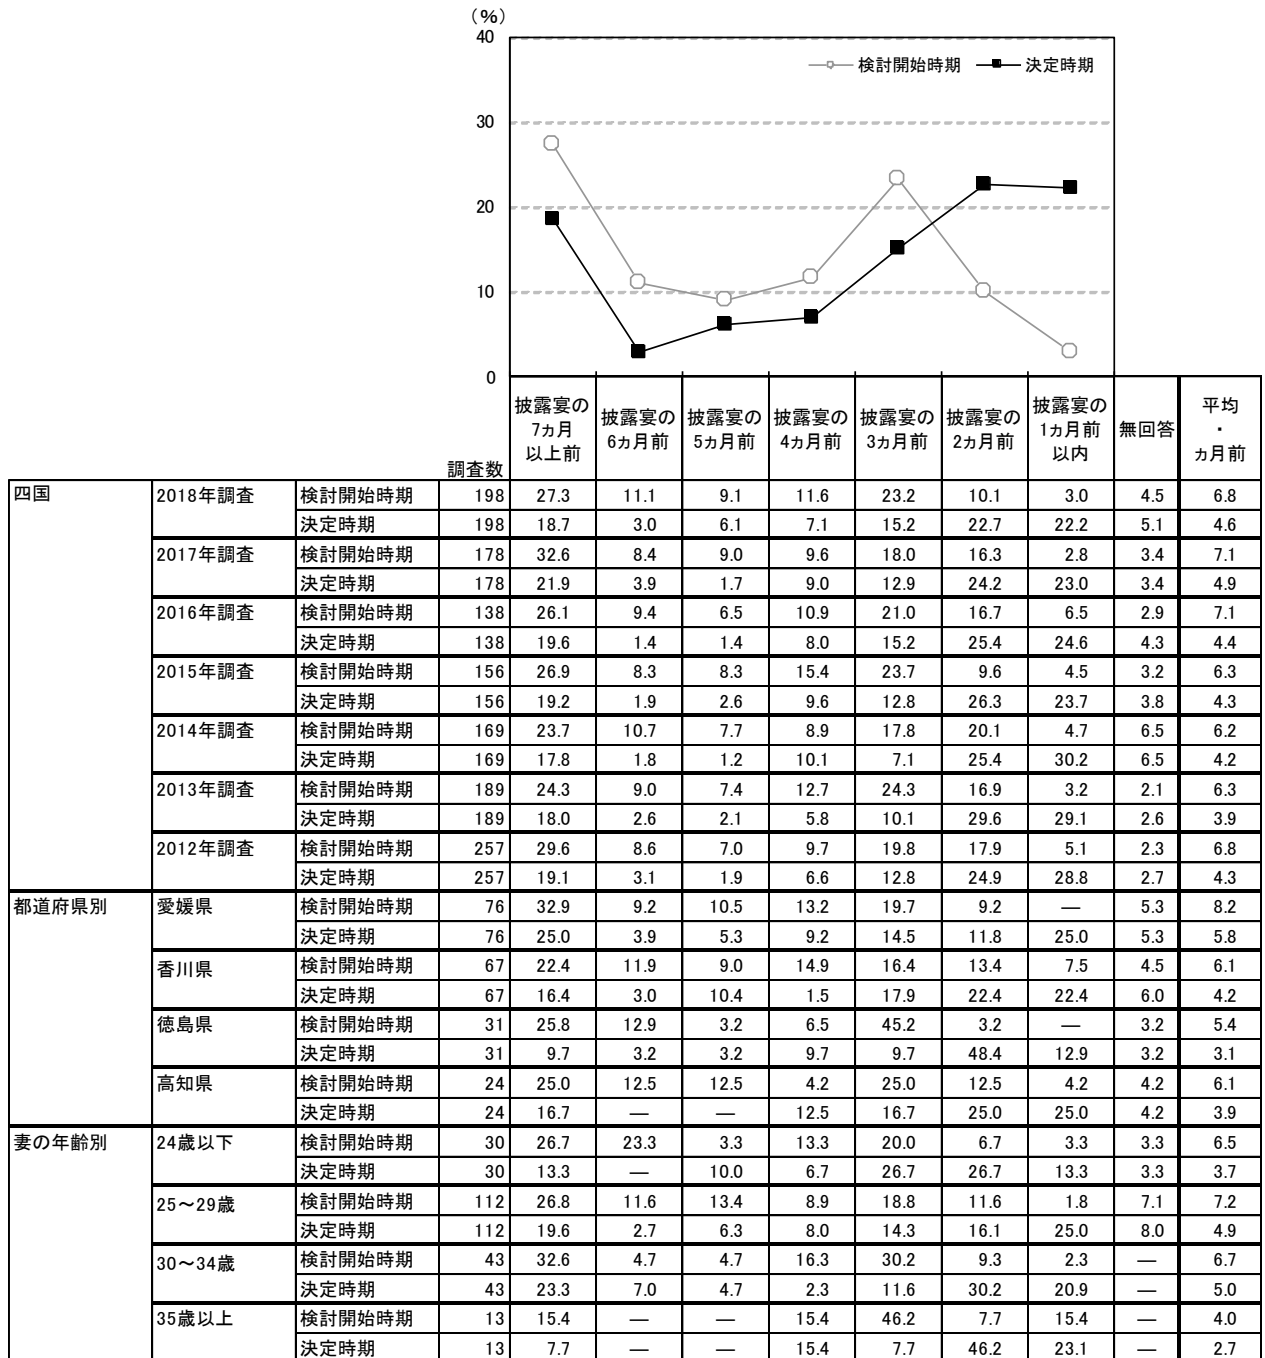 （%）
40
検討開始時期 決定時期
30
20
10
0
調査数 披露宴の7ヵ月以上前 披露宴の6ヵ月前 披露宴の5ヵ月前 披露宴の4ヵ月前 披露宴の3ヵ月前 披露宴の2ヵ月前 披露宴の1ヵ月前以内 無回答 平均・ヵ月前
四国 2018年調査 検討開始時期 198 27.3 11.1 9.1 11.6 23.2 10.1 3.0 4.5 6.8
決定時期 198 18.7 3.0 6.1 7.1 15.2 22.7 22.2 5.1 4.6
2017年調査 検討開始時期 178 32.6 8.4 9.0 9.6 18.0 16.3 2.8 3.4 7.1
決定時期 178 21.9 3.9 1.7 9.0 12.9 24.2 23.0 3.4 4.9
2016年調査 検討開始時期 138 26.1 9.4 6.5 10.9 21.0 16.7 6.5 2.9 7.1
決定時期 138 19.6 1.4 1.4 8.0 15.2 25.4 24.6 4.3 4.4
2015年調査 検討開始時期 156 26.9 8.3 8.3 15.4 23.7 9.6 4.5 3.2 6.3
決定時期 156 19.2 1.9 2.6 9.6 12.8 26.3 23.7 3.8 4.3
2014年調査 検討開始時期 169 23.7 10.7 7.7 8.9 17.8 20.1 4.7 6.5 6.2
決定時期 169 17.8 1.8 1.2 10.1 7.1 25.4 30.2 6.5 4.2
2013年調査 検討開始時期 189 24.3 9.0 7.4 12.7 24.3 16.9 3.2 2.1 6.3
決定時期 189 18.0 2.6 2.1 5.8 10.1 29.6 29.1 2.6 3.9
2012年調査 検討開始時期 257 29.6 8.6 7.0 9.7 19.8 17.9 5.1 2.3 6.8
決定時期 257 19.1 3.1 1.9 6.6 12.8 24.9 28.8 2.7 4.3
都道府県別 愛媛県 検討開始時期 76 32.9 9.2 10.5 13.2 19.7 9.2 ― 5.3 8.2
決定時期 76 25.0 3.9 5.3 9.2 14.5 11.8 25.0 5.3 5.8
香川県 検討開始時期 67 22.4 11.9 9.0 14.9 16.4 13.4 7.5 4.5 6.1
決定時期 67 16.4 3.0 10.4 1.5 17.9 22.4 22.4 6.0 4.2
徳島県 検討開始時期 31 25.8 12.9 3.2 6.5 45.2 3.2 ― 3.2 5.4
決定時期 31 9.7 3.2 3.2 9.7 9.7 48.4 12.9 3.2 3.1
高知県 検討開始時期 24 25.0 12.5 12.5 4.2 25.0 12.5 4.2 4.2 6.1
決定時期 24 16.7 ― ― 12.5 16.7 25.0 25.0 4.2 3.9
妻の年齢別 24歳以下 検討開始時期 30 26.7 23.3 3.3 13.3 20.0 6.7 3.3 3.3 6.5
決定時期 30 13.3 ― 10.0 6.7 26.7 26.7 13.3 3.3 3.7
25～29歳 検討開始時期 112 26.8 11.6 13.4 8.9 18.8 11.6 1.8 7.1 7.2
決定時期 112 19.6 2.7 6.3 8.0 14.3 16.1 25.0 8.0 4.9
30～34歳 検討開始時期 43 32.6 4.7 4.7 16.3 30.2 9.3 2.3 ― 6.7
決定時期 43 23.3 7.0 4.7 2.3 11.6 30.2 20.9 ― 5.0
35歳以上 検討開始時期 13 15.4 ― ― 15.4 46.2 7.7 15.4 ― 4.0
決定時期 13 7.7 ― ― 15.4 7.7 46.2 23.1 ― 2.7